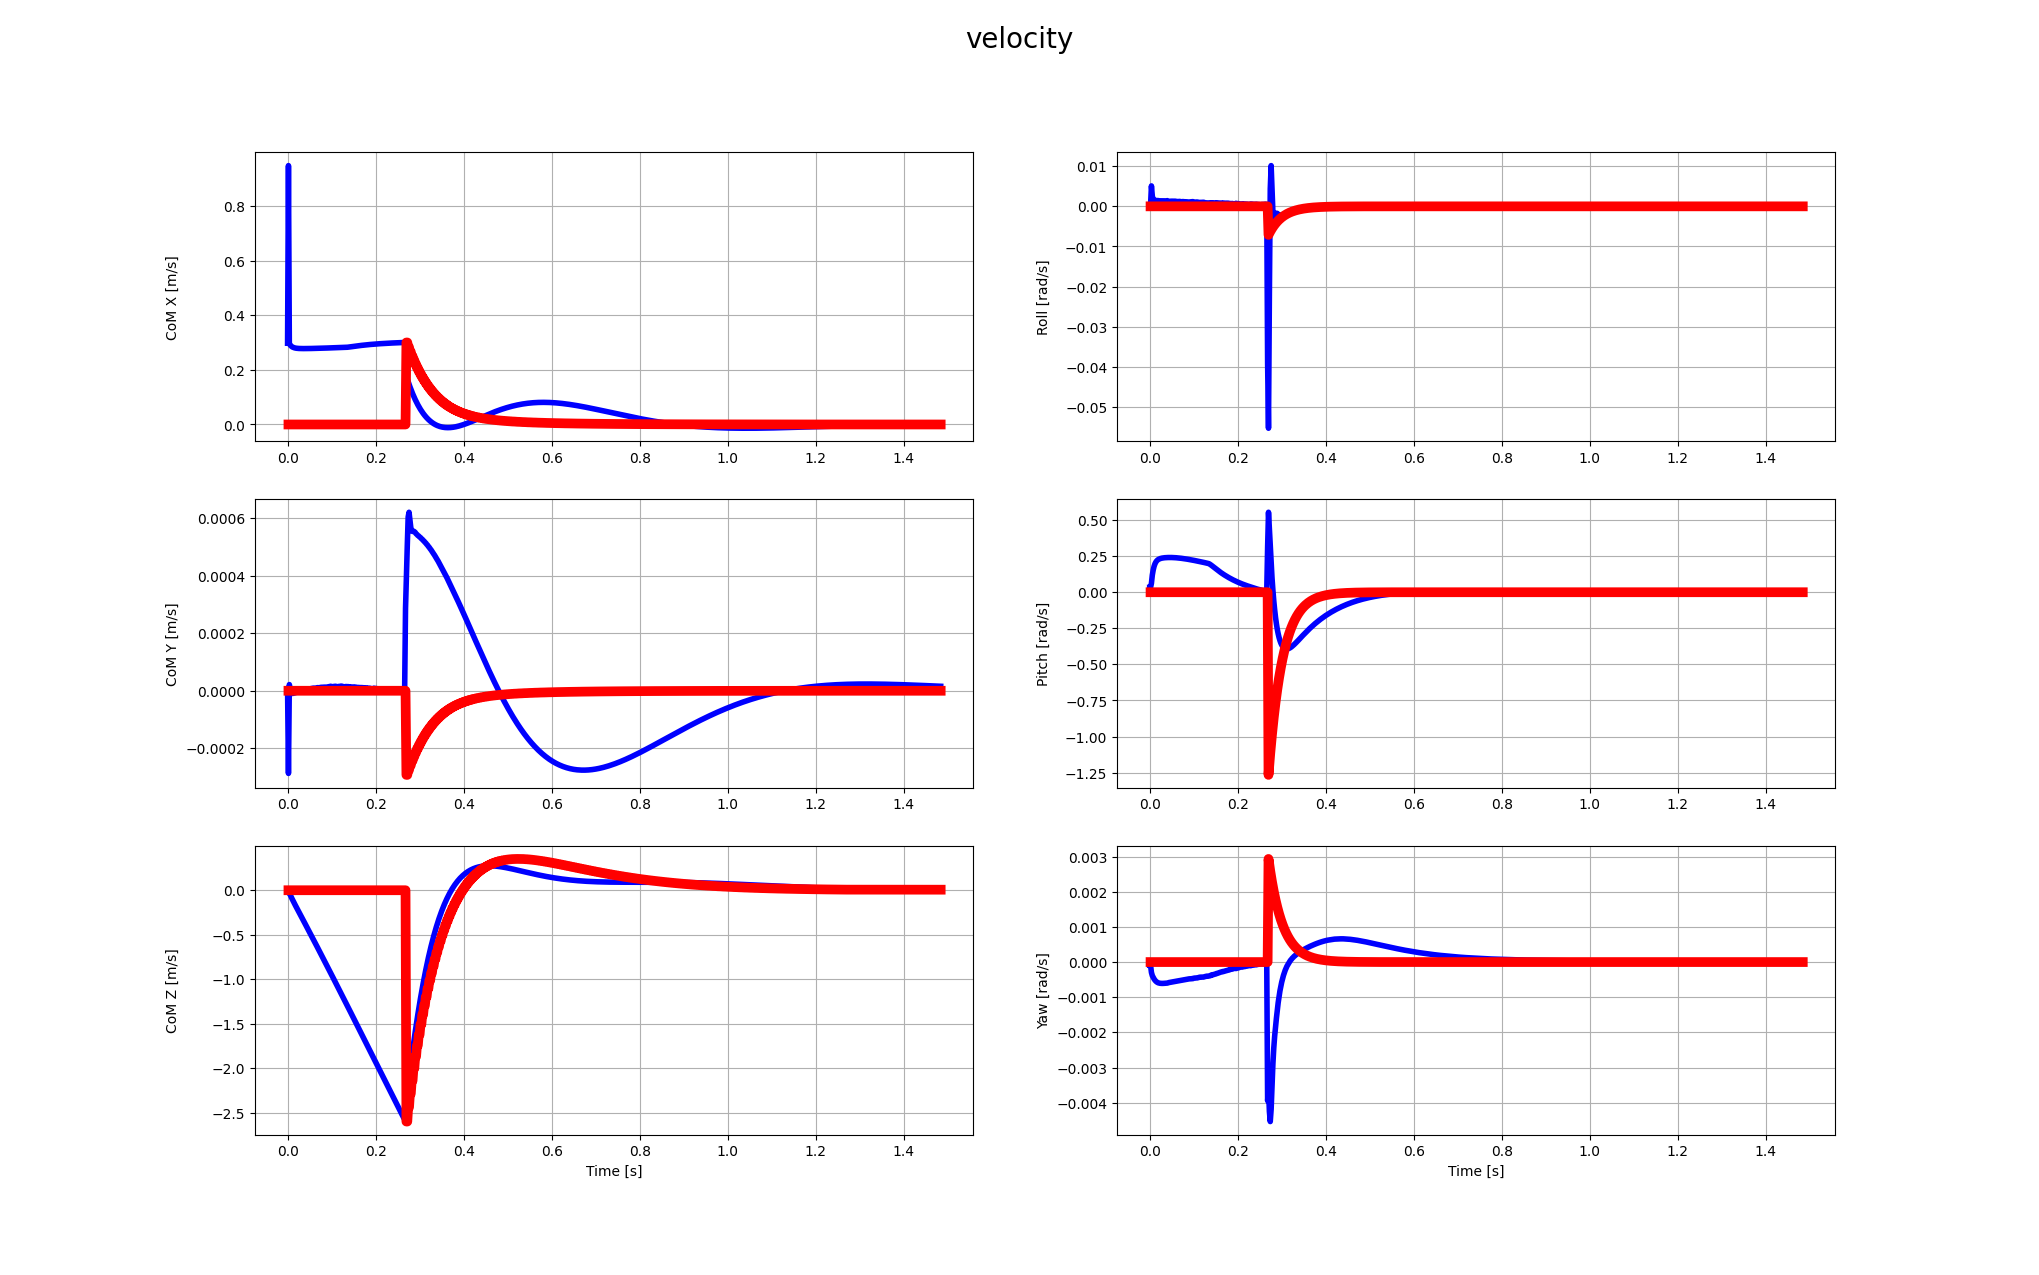 velocity
CoM X [m/s]
0.8
0.6
0.4
0.2
0.0
0.0 0.2 0.4 0.6 0.8 1.0 1.2 1.4
Roll [rad/s]
0.01
0.00
−0.01
−0.02
−0.03
−0.04
−0.05
0.0 0.2 0.4 0.6 0.8 1.0 1.2 1.4
CoM Y [m/s]
0.0006
0.0004
0.0002
0.0000
−0.0002
0.0 0.2 0.4 0.6 0.8 1.0 1.2 1.4
Pitch [rad/s]
0.50
0.25
0.00
−0.25
−0.50
−0.75
−1.00
−1.25
0.0 0.2 0.4 0.6 0.8 1.0 1.2 1.4
CoM Z [m/s]
0.0
−0.5
−1.0
−1.5
−2.0
−2.5
0.0 0.2 0.4 0.6 0.8 1.0 1.2 1.4
Time [s]
Yaw [rad/s]
0.003
0.002
0.001
0.000
−0.001
−0.002
−0.003
−0.004
0.0 0.2 0.4 0.6 0.8 1.0 1.2 1.4
Time [s]